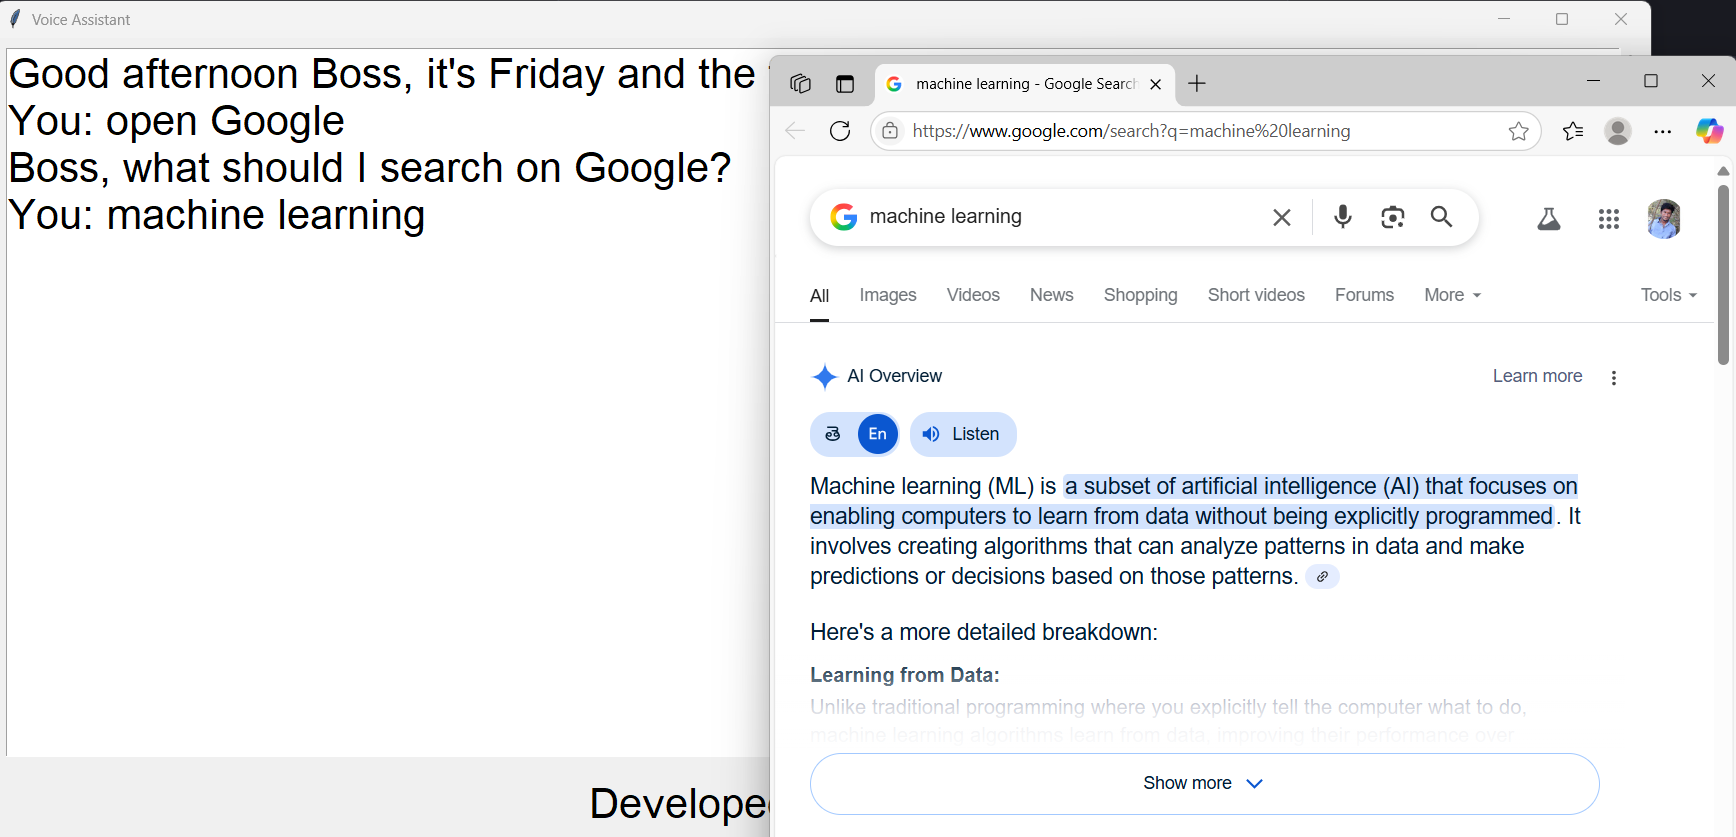 Voice Assistant
Good afternoon Boss, it's Friday and the
You: open Google
Boss, what should I search on Google?
You: machine learning
machine learning - Google Search
https://www.google.com/search?q=machine%20learning
machine learning
All Images Videos News Shopping Short videos Forums More Tools
AI Overview Learn more
తె En Listen
Machine learning (ML) is a subset of artificial intelligence (AI) that focuses on
enabling computers to learn from data without being explicitly programmed. It
involves creating algorithms that can analyze patterns in data and make
predictions or decisions based on those patterns.
Here's a more detailed breakdown:
Learning from Data:
Unlike traditional programming where you explicitly tell the computer what to do,
machine learning algorithms learn from data, improving their performance over
Show more
Develope